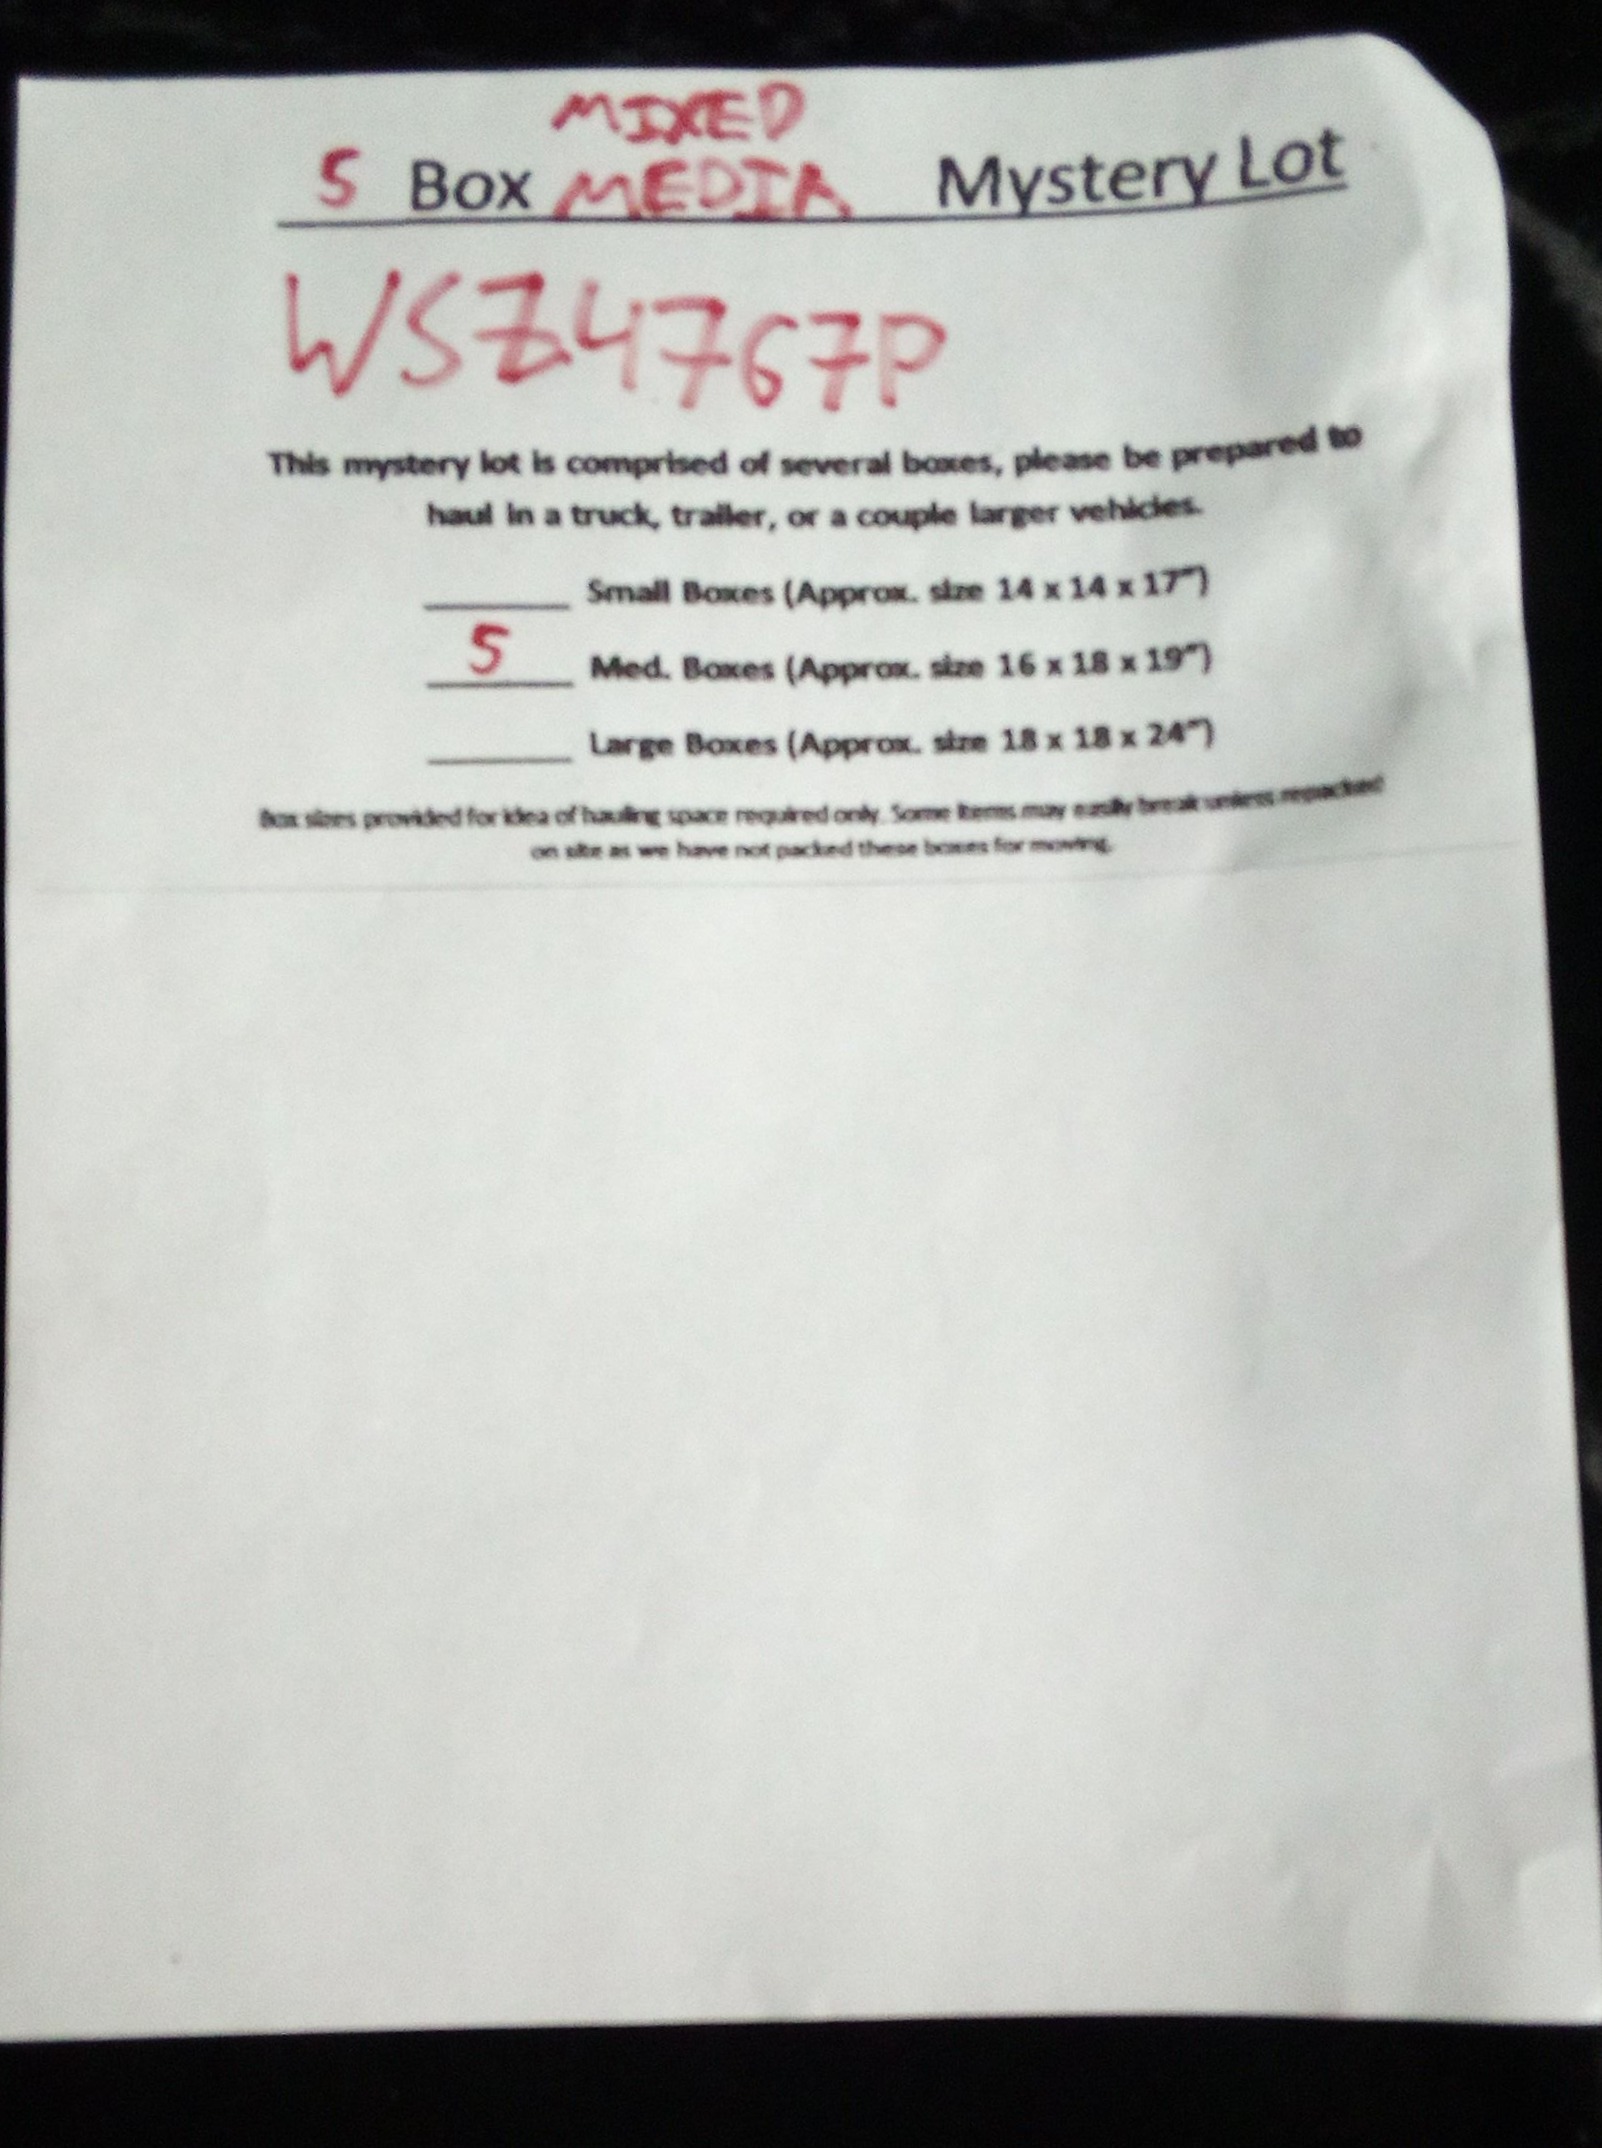 MIXED
5 Box MEDIA Mystery Lot
WSZ4767P
This mystery lot is comprised of several boxes, please be prepared to
haul in a truck, trailer, or a couple larger vehicles.
______ Small Boxes (Approx. size 14 x 14 x 17")
5 Med. Boxes (Approx. size 16 x 18 x 19")
______ Large Boxes (Approx. size 18 x 18 x 24")
Box sizes provided for idea of hauling space required only. Some items may easily break unless repacked
on site as we have not packed these boxes for moving.